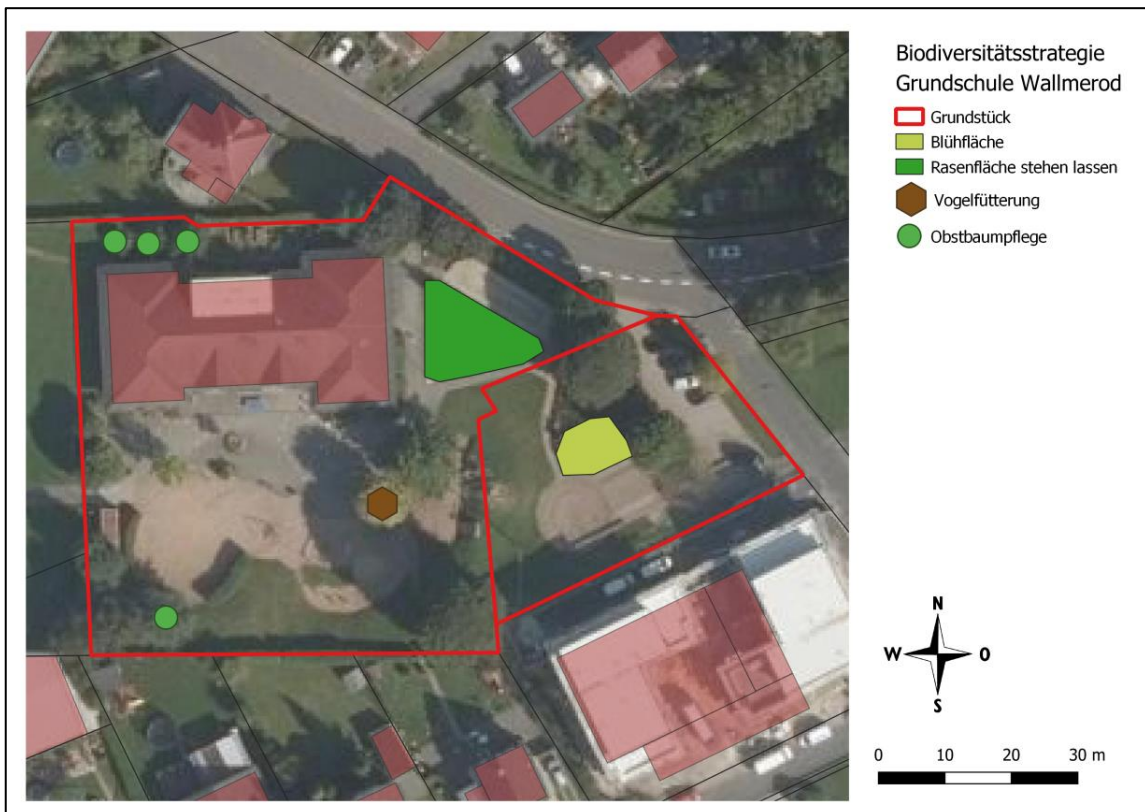 Biodiversitätsstrategie
Grundschule Wallmerod
Grundstück
Blühfläche
Rasenfläche stehen lassen
Vogelfütterung
Obstbaumpflege
N
W O
S
0 10 20 30 m